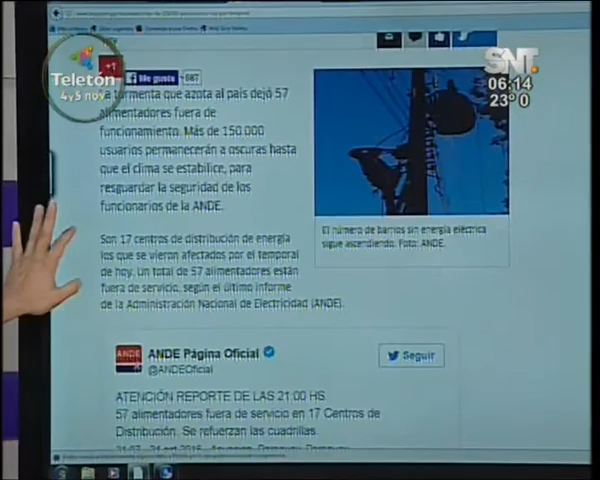 Teletón
4 y 5 nov
+1
Me gusta
587
SNT
06:14
23°0
La tormenta que azota al país dejó 57
alimentadores fuera de
funcionamiento. Más de 150.000
usuarios permanecerán a oscuras hasta
que el clima se estabilice, para
resguardar la seguridad de los
funcionarios de la ANDE.
El número de barrios sin energía eléctrica
sigue ascendiendo. Foto: ANDE.
Son 17 centros de distribución de energía
los que se vieron afectados por el temporal
de hoy, un total de 57 alimentadores están
fuera de servicio, según el último informe
de la Administración Nacional de Electricidad (ANDE).
ANDE
ANDE Página Oficial
@ANDEOficial
Seguir
ATENCIÓN REPORTE DE LAS 21:00 HS
57 alimentadores fuera de servicio en 17 Centros de
Distribución. Se refuerzan las cuadrillas